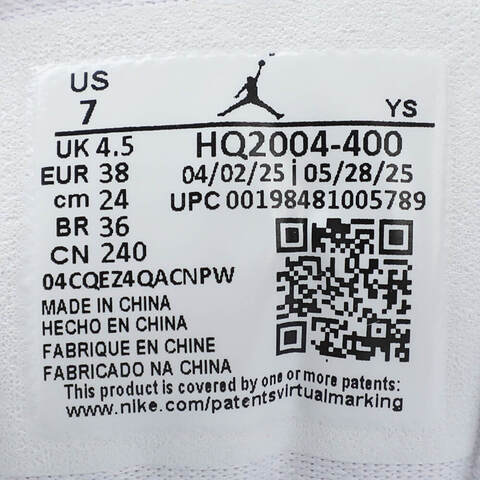 US
7 YS
UK 4.5 HQ2004-400
EUR 38 04/02/25 | 05/28/25
cm 24 UPC 00198481005789
BR 36
CN 240
04CQEZ4QACNPW
MADE IN CHINA
HECHO EN CHINA
FABRIQUE EN CHINE
FABRICADO NA CHINA
This product is covered by one or more patents:
www.nike.com/patentsvirtualmarking